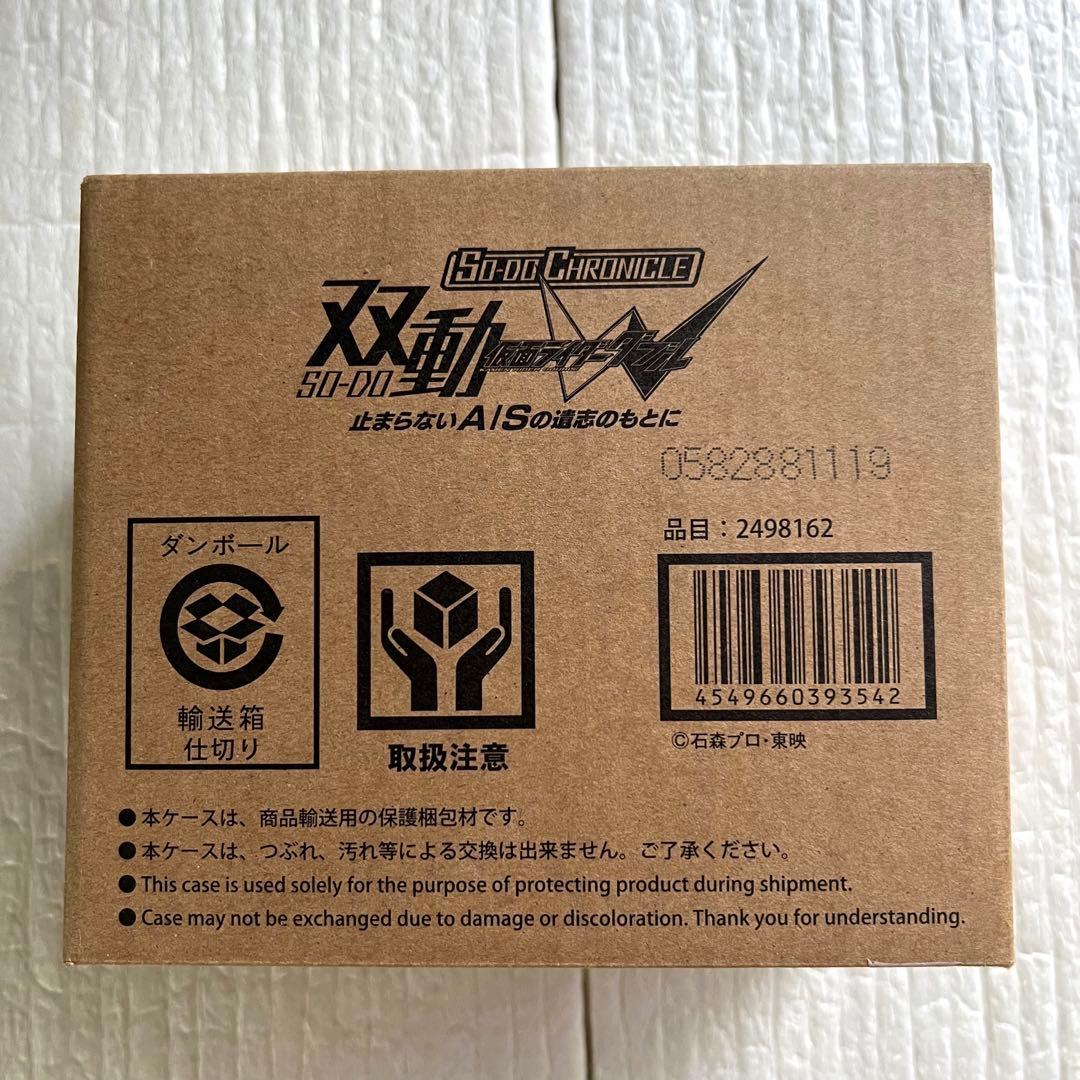 SO-DO CHRONICLE
双動
SO-DO
仮面ライダーダブル
止まらないA/Sの遺志のもとに
0582881119
品目：2498162
ダンボール
輸送箱
仕切り
取扱注意
4549660393542
©石森プロ・東映
● 本ケースは、商品輸送用の保護梱包材です。
● 本ケースは、つぶれ、汚れ等による交換は出来ません。ご了承ください。
● This case is used solely for the purpose of protecting product during shipment.
● Case may not be exchanged due to damage or discoloration. Thank you for understanding.